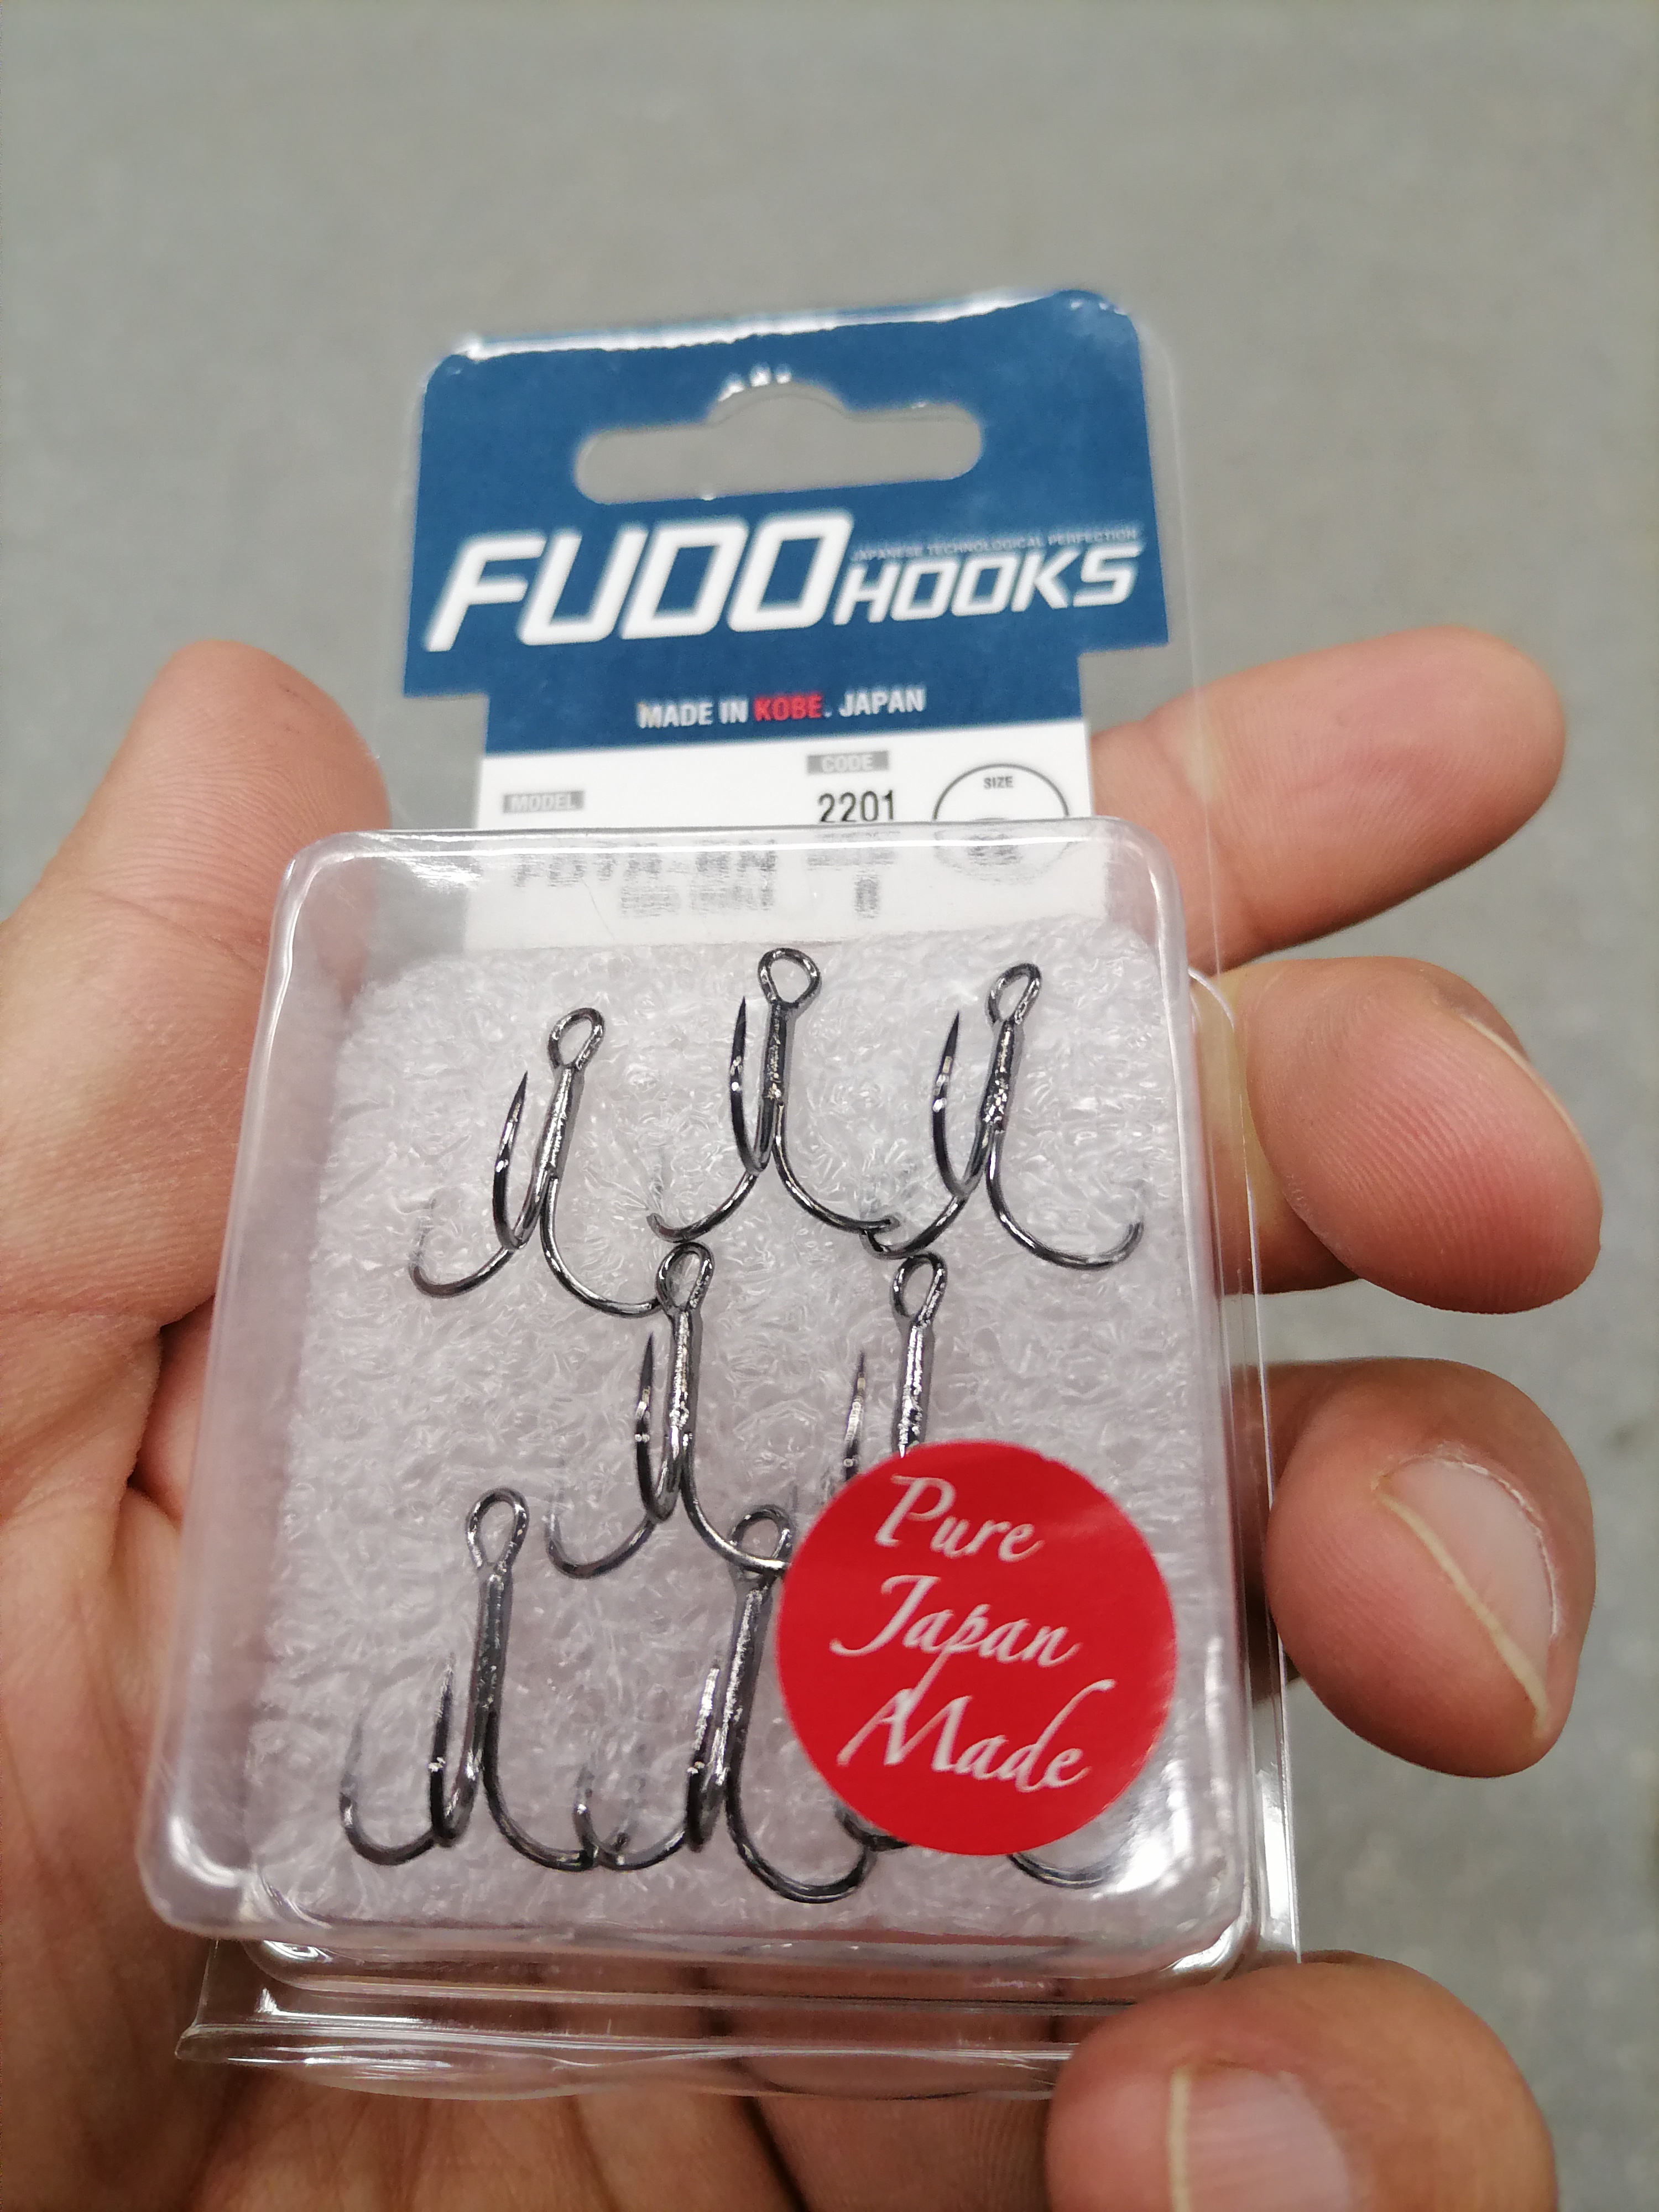 FUDO HOOKS
JAPANESE TECHNOLOGICAL PERFECTION
MADE IN KOBE. JAPAN
MODEL
CODE
2201
SIZE
Pure
Japan
Made